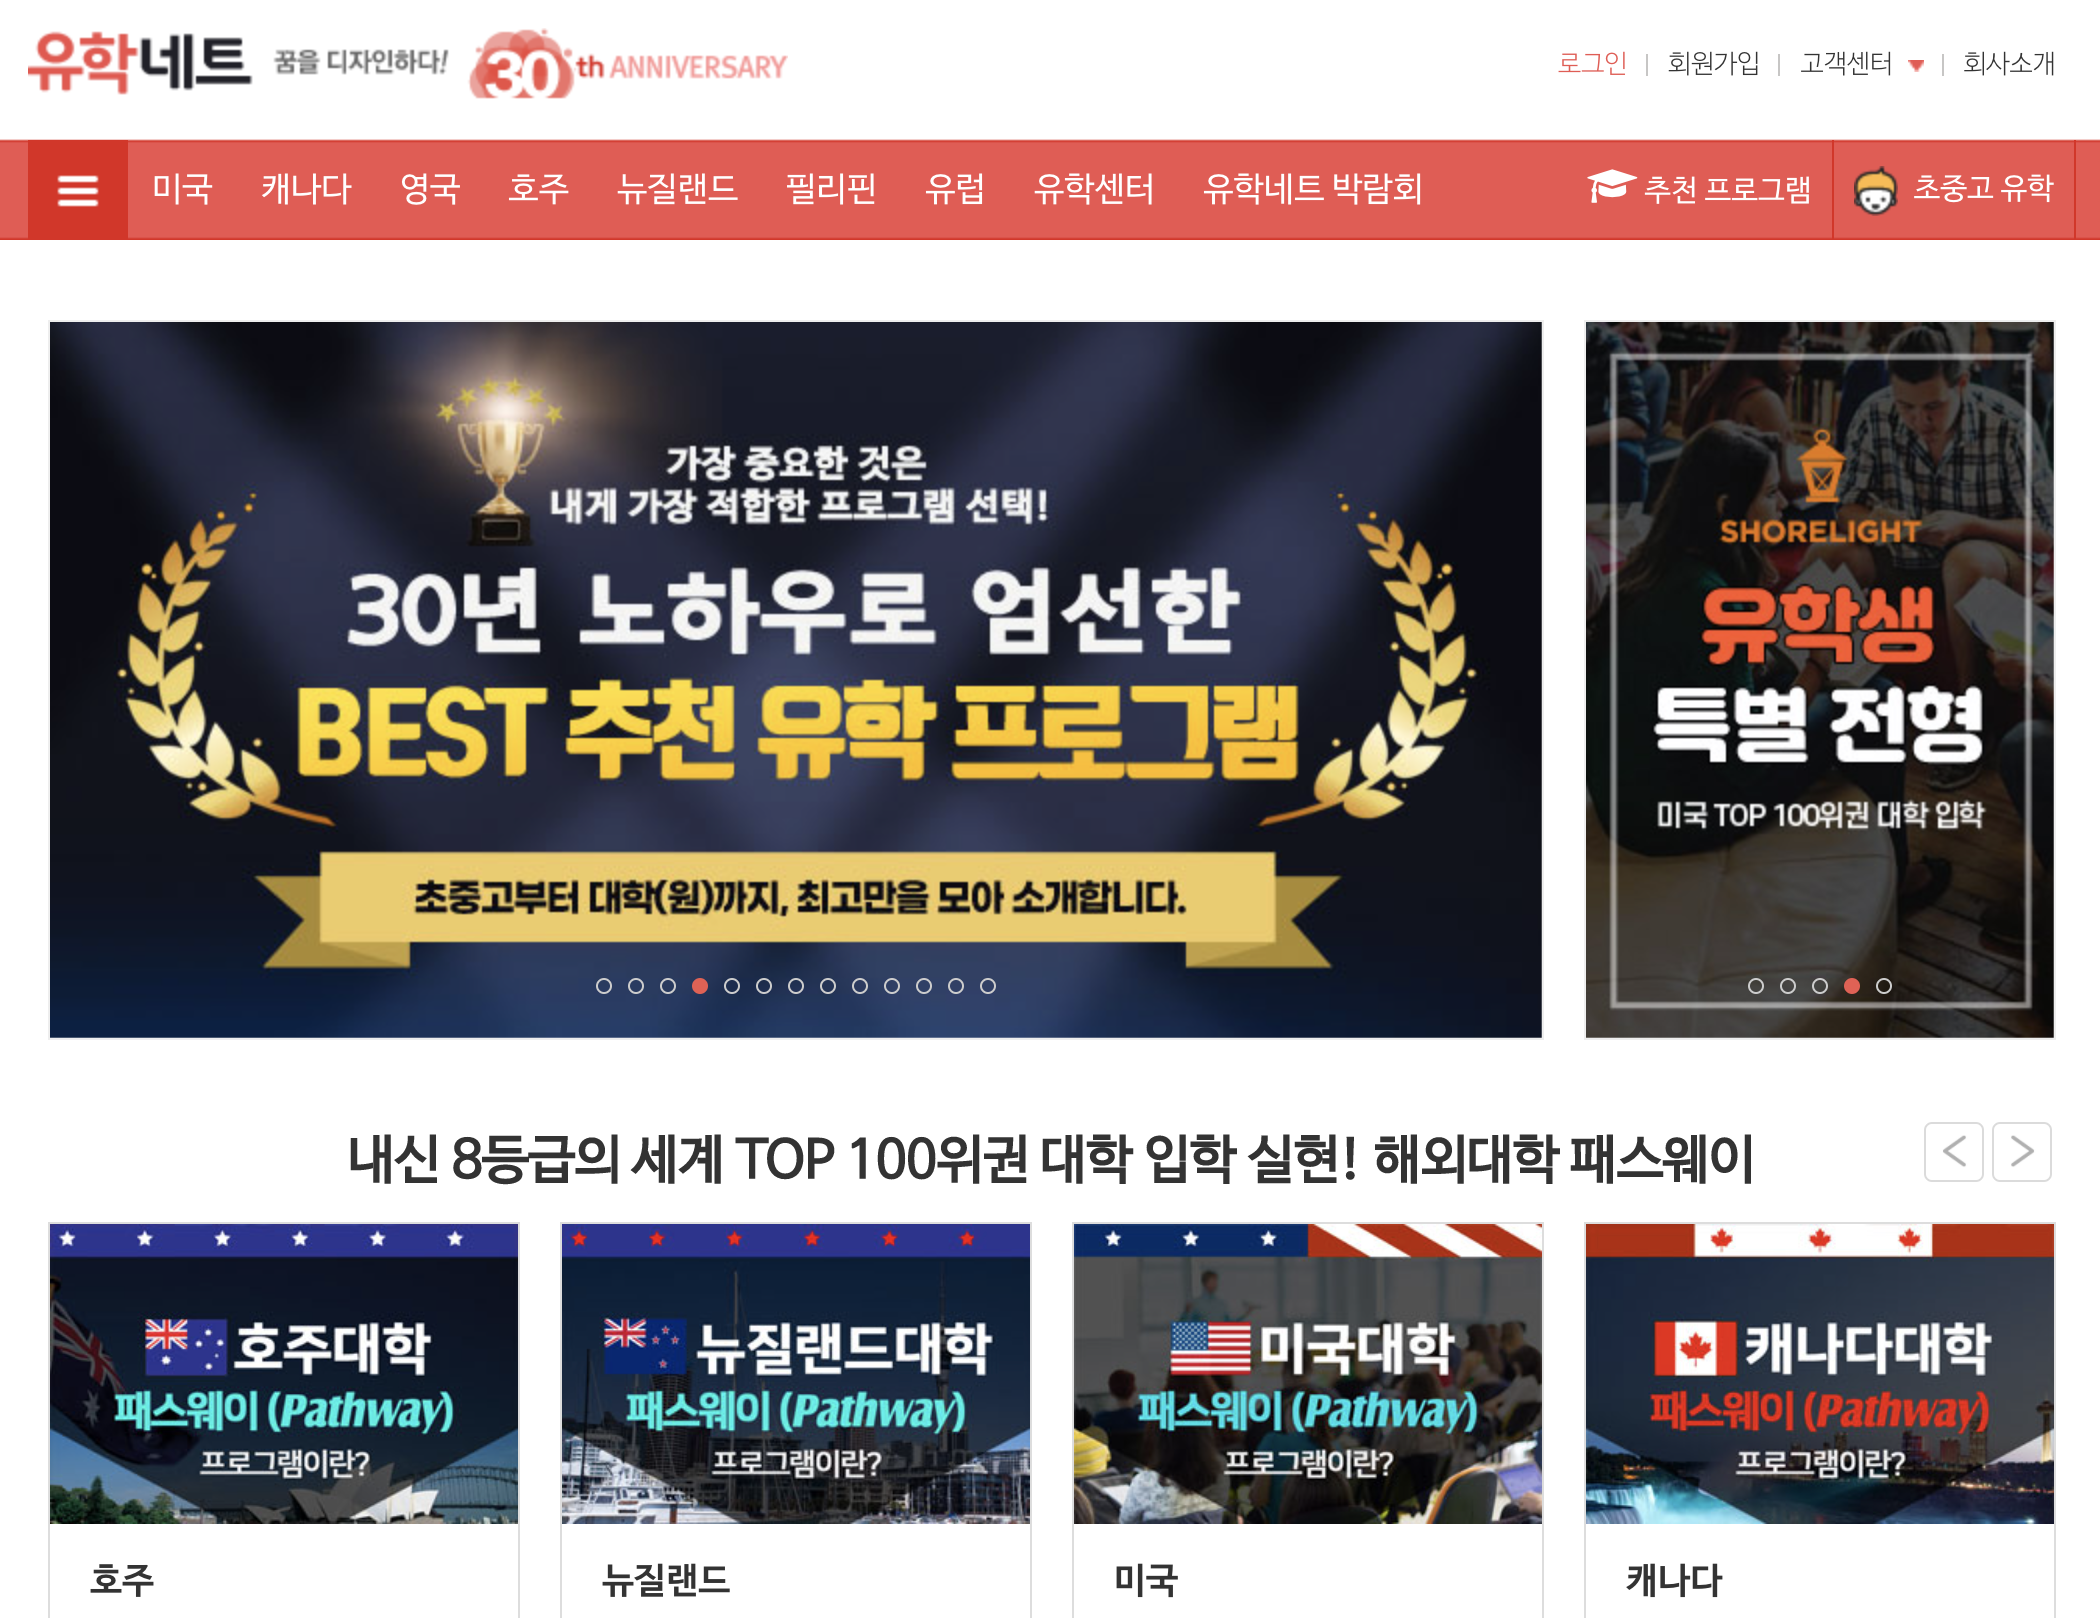 유학네트 꿈을 디자인하다! 30th ANNIVERSARY
로그인 | 회원가입 | 고객센터 | 회사소개
미국 캐나다 영국 호주 뉴질랜드 필리핀 유럽 유학센터 유학네트 박람회 추천 프로그램 초중고 유학
가장 중요한 것은
내게 가장 적합한 프로그램 선택!
30년 노하우로 엄선한
BEST 추천 유학 프로그램
초중고부터 대학(원)까지, 최고만을 모아 소개합니다.
SHORELIGHT
유학생
특별 전형
미국 TOP 100위권 대학 입학
내신 8등급의 세계 TOP 100위권 대학 입학 실현! 해외대학 패스웨이
호주대학
패스웨이 (Pathway)
프로그램이란?
호주
뉴질랜드대학
패스웨이 (Pathway)
프로그램이란?
뉴질랜드
미국대학
패스웨이 (Pathway)
프로그램이란?
미국
캐나다대학
패스웨이 (Pathway)
프로그램이란?
캐나다